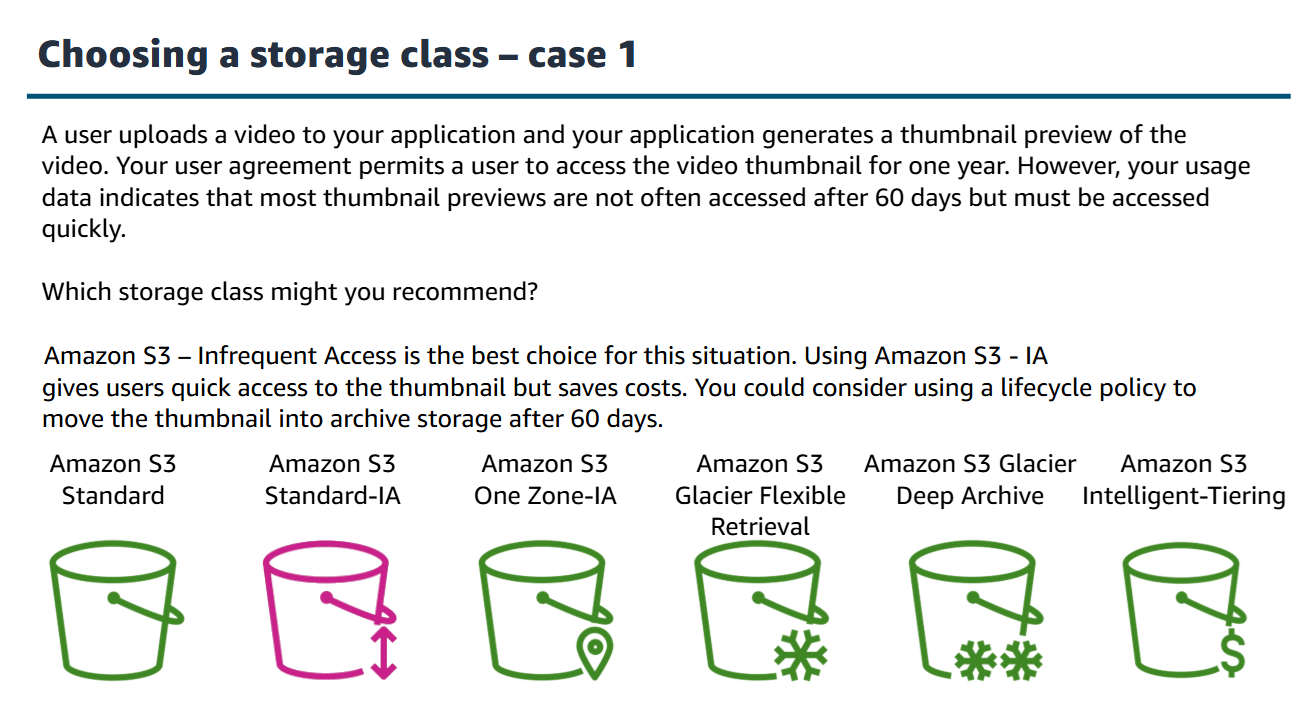 Choosing a storage class – case 1
A user uploads a video to your application and your application generates a thumbnail preview of the
video. Your user agreement permits a user to access the video thumbnail for one year. However, your usage
data indicates that most thumbnail previews are not often accessed after 60 days but must be accessed
quickly.
Which storage class might you recommend?
Amazon S3 – Infrequent Access is the best choice for this situation. Using Amazon S3 - IA
gives users quick access to the thumbnail but saves costs. You could consider using a lifecycle policy to
move the thumbnail into archive storage after 60 days.
Amazon S3
Standard
Amazon S3
Standard-IA
Amazon S3
One Zone-IA
Amazon S3
Glacier Flexible
Retrieval
Amazon S3 Glacier
Deep Archive
Amazon S3
Intelligent-Tiering
$